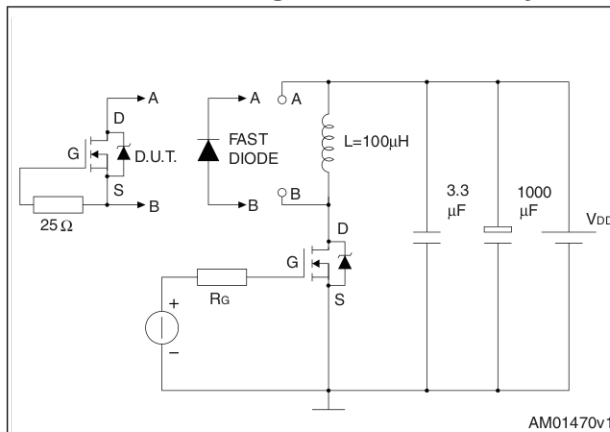 A
D
G
D.U.T.
S
B
25 Ω
A
FAST
DIODE
B
A
L=100μH
B
D
G
S
RG
+
–
3.3
μF
1000
μF
VDD
AM01470v1